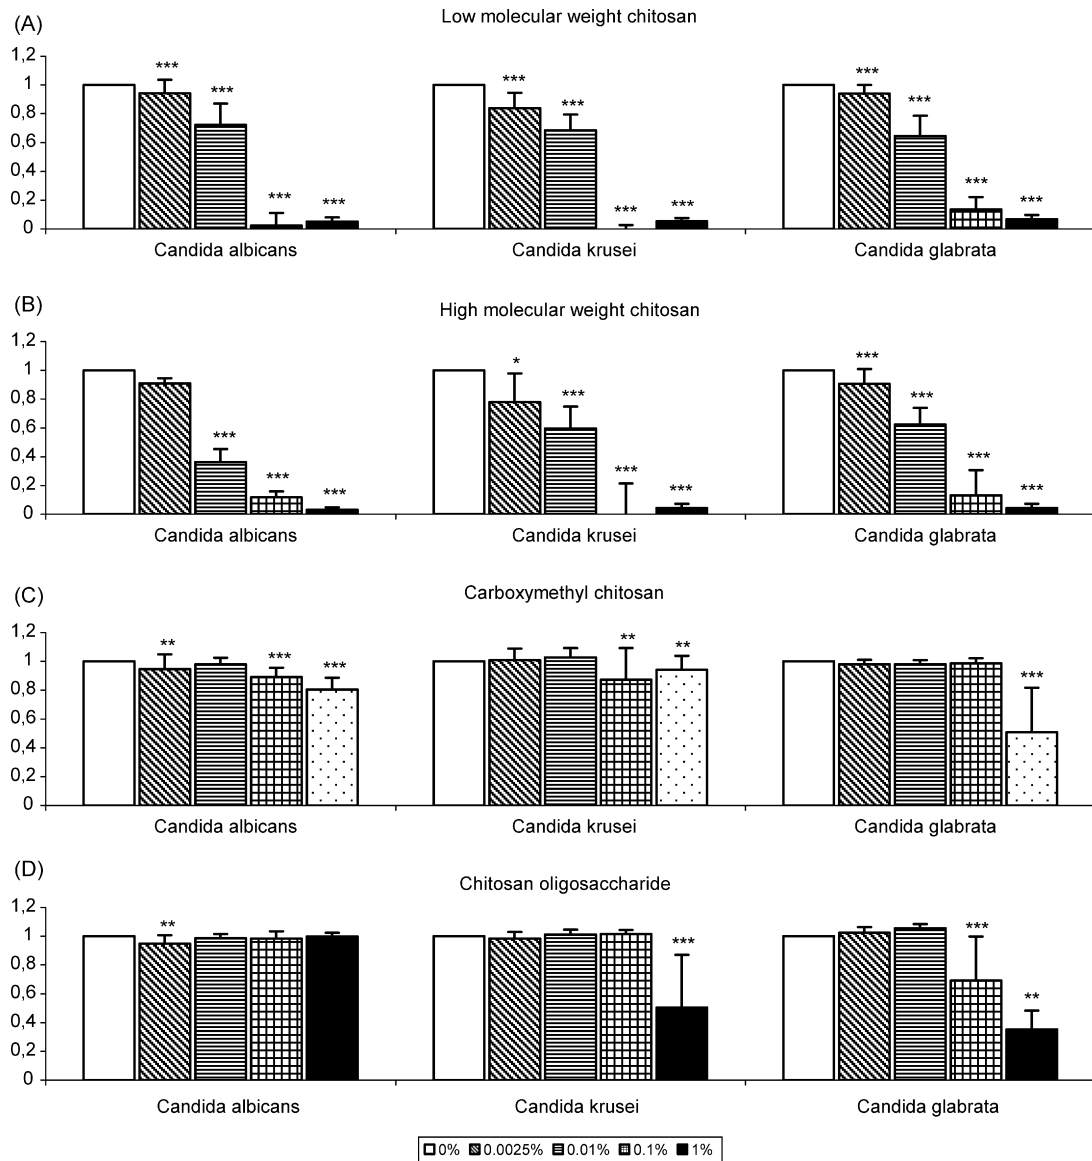 (A)
Low molecular weight chitosan
1,2
1
0,8
0,6
0,4
0,2
0
*** *** *** ***
*** *** *** ***
*** *** *** ***
Candida albicans Candida krusei Candida glabrata
(B)
High molecular weight chitosan
1,2
1
0,8
0,6
0,4
0,2
0
*** *** ***
* *** *** ***
*** *** *** ***
Candida albicans Candida krusei Candida glabrata
(C)
Carboxymethyl chitosan
1,2
1
0,8
0,6
0,4
0,2
0
** *** ***
** **
***
Candida albicans Candida krusei Candida glabrata
(D)
Chitosan oligosaccharide
1,2
1
0,8
0,6
0,4
0,2
0
**
***
*** **
Candida albicans Candida krusei Candida glabrata
0% 0.0025% 0.01% 0.1% 1%